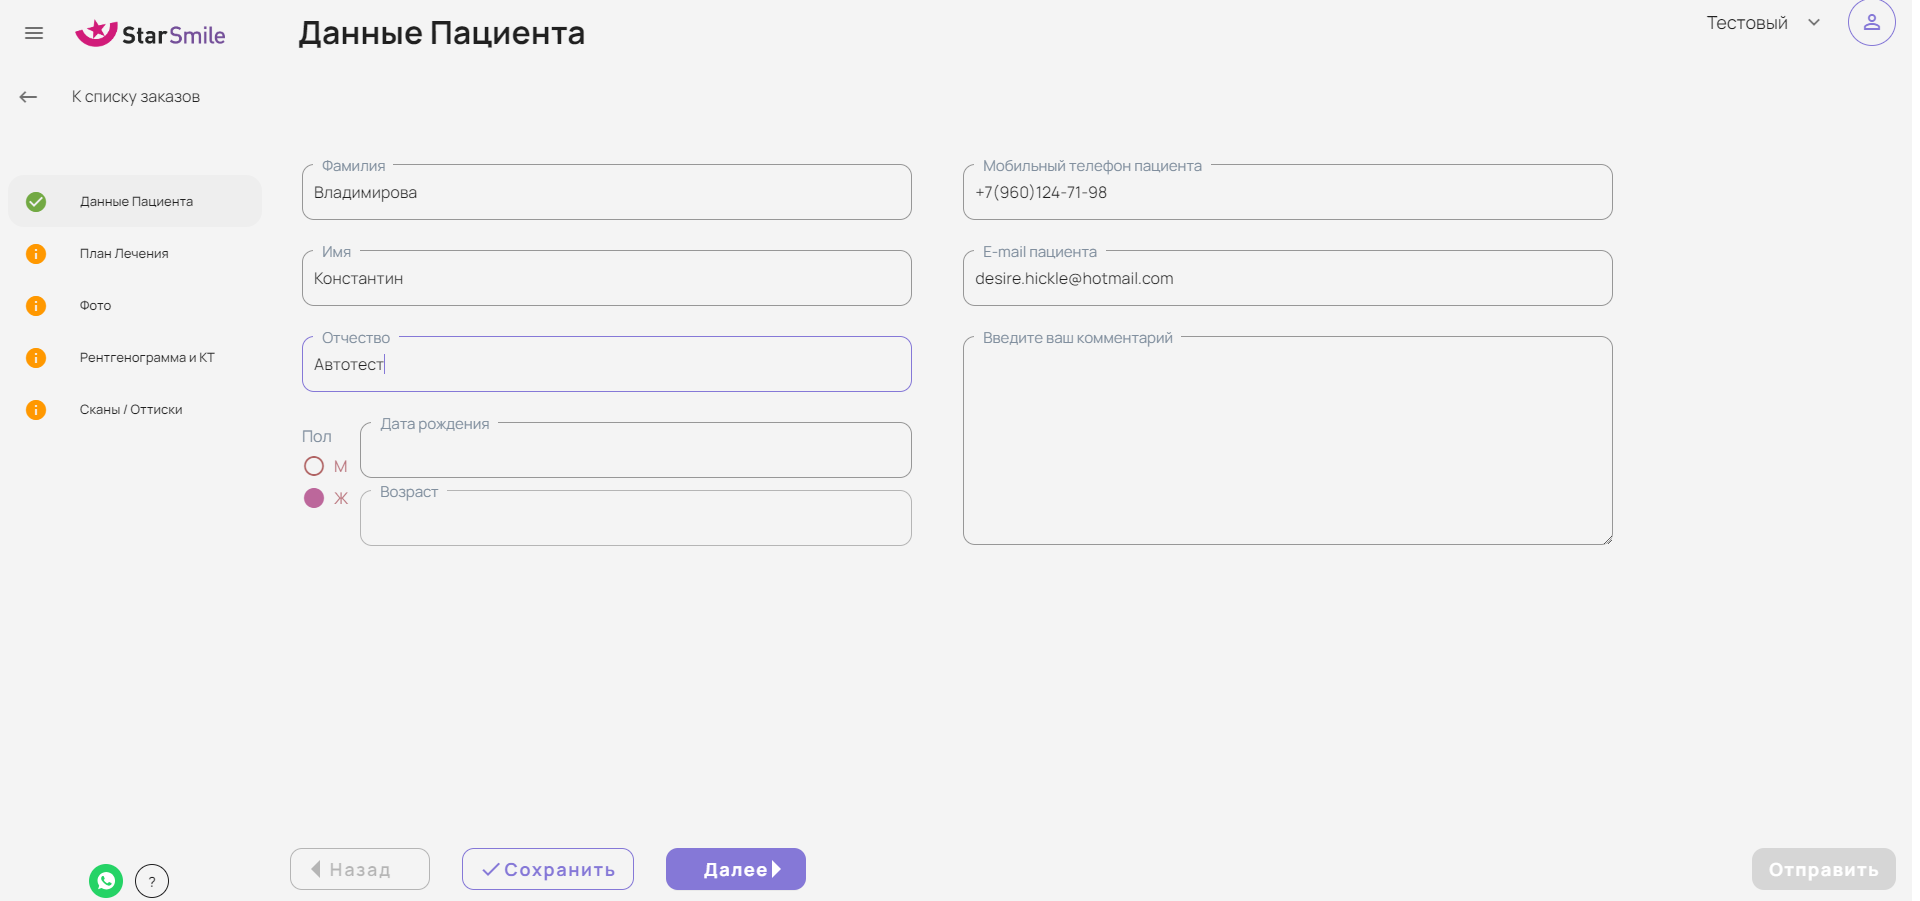 StarSmile
Данные Пациента
Тестовый
К списку заказов
Данные Пациента
План Лечения
Фото
Рентгенограмма и КТ
Сканы / Оттиски
Фамилия
Владимирова
Имя
Константин
Отчество
Автотест
Пол
М
Ж
Дата рождения
Возраст
Мобильный телефон пациента
+7(960)124-71-98
E-mail пациента
desire.hickle@hotmail.com
Введите ваш комментарий
?
Назад
Сохранить
Далее
Отправить